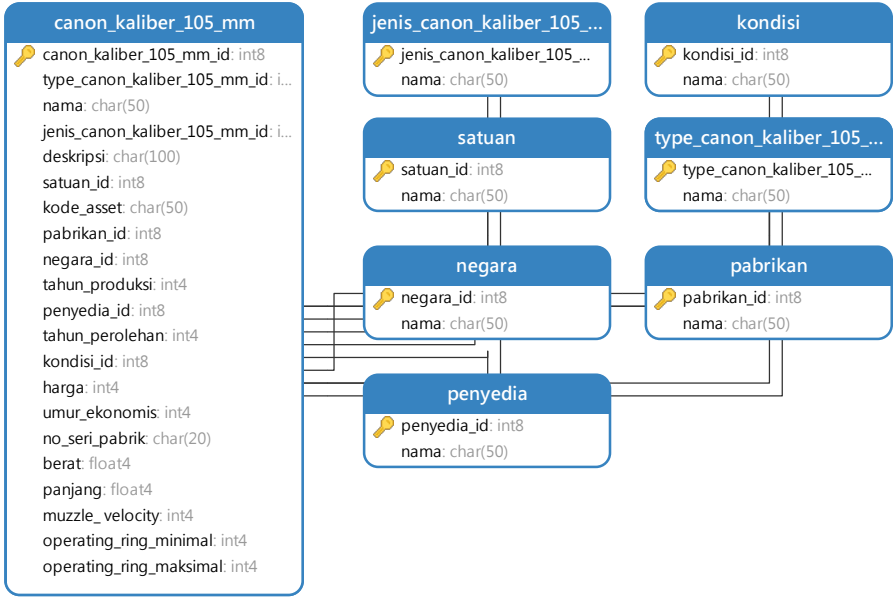 canon_kaliber_105_mm
canon_kaliber_105_mm_id: int8
type_canon_kaliber_105_mm_id: i...
nama: char(50)
jenis_canon_kaliber_105_mm_id: i...
deskripsi: char(100)
satuan_id: int8
kode_asset: char(50)
pabrikan_id: int8
negara_id: int8
tahun_produksi: int4
penyedia_id: int8
tahun_perolehan: int4
kondisi_id: int8
harga: int4
umur_ekonomis: int4
no_seri_pabrik: char(20)
berat: float4
panjang: float4
muzzle_ velocity: int4
operating_ring_minimal: int4
operating_ring_maksimal: int4
jenis_canon_kaliber_105_...
jenis_canon_kaliber_105_...
nama: char(50)
kondisi
kondisi_id: int8
nama: char(50)
satuan
satuan_id: int8
nama: char(50)
type_canon_kaliber_105_...
type_canon_kaliber_105_...
nama: char(50)
negara
negara_id: int8
nama: char(50)
pabrikan
pabrikan_id: int8
nama: char(50)
penyedia
penyedia_id: int8
nama: char(50)